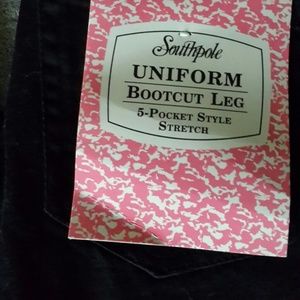 Southpole
UNIFORM
BOOTCUT LEG
5-POCKET STYLE
STRETCH